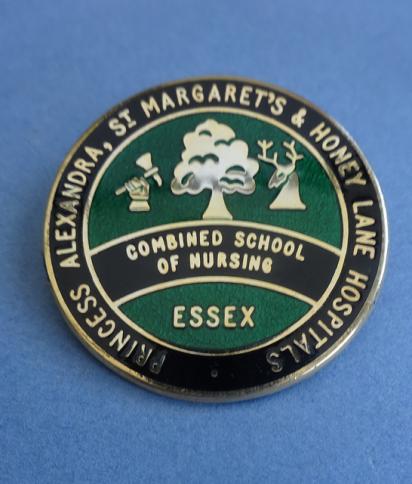 PRINCESS ALEXANDRA, ST MARGARET'S & HONEY LANE HOSPITALS
COMBINED SCHOOL
OF NURSING
ESSEX